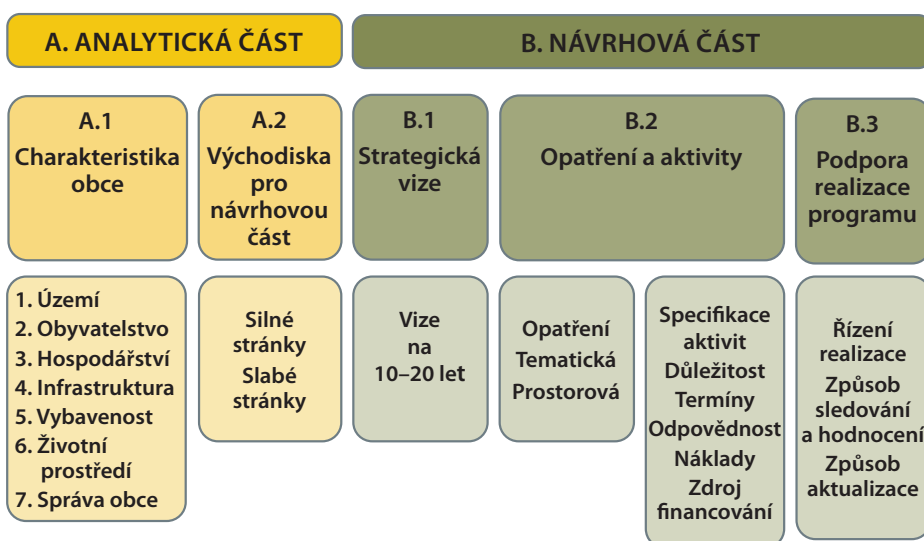 A. ANALYTICKÁ ČÁST
B. NÁVRHOVÁ ČÁST
A.1
Charakteristika
obce
A.2
Východiska
pro
návrhovou
část
B.1
Strategická
vize
B.2
Opatření a aktivity
B.3
Podpora
realizace
programu
1. Území
2. Obyvatelstvo
3. Hospodářství
4. Infrastruktura
5. Vybavenost
6. Životní
prostředí
7. Správa obce
Silné
stránky
Slabé
stránky
Vize
na
10–20 let
Opatření
Tematická
Prostorová
Specifikace
aktivit
Důležitost
Termíny
Odpovědnost
Náklady
Zdroj
financování
Řízení
realizace
Způsob
sledování
a hodnocení
Způsob
aktualizace